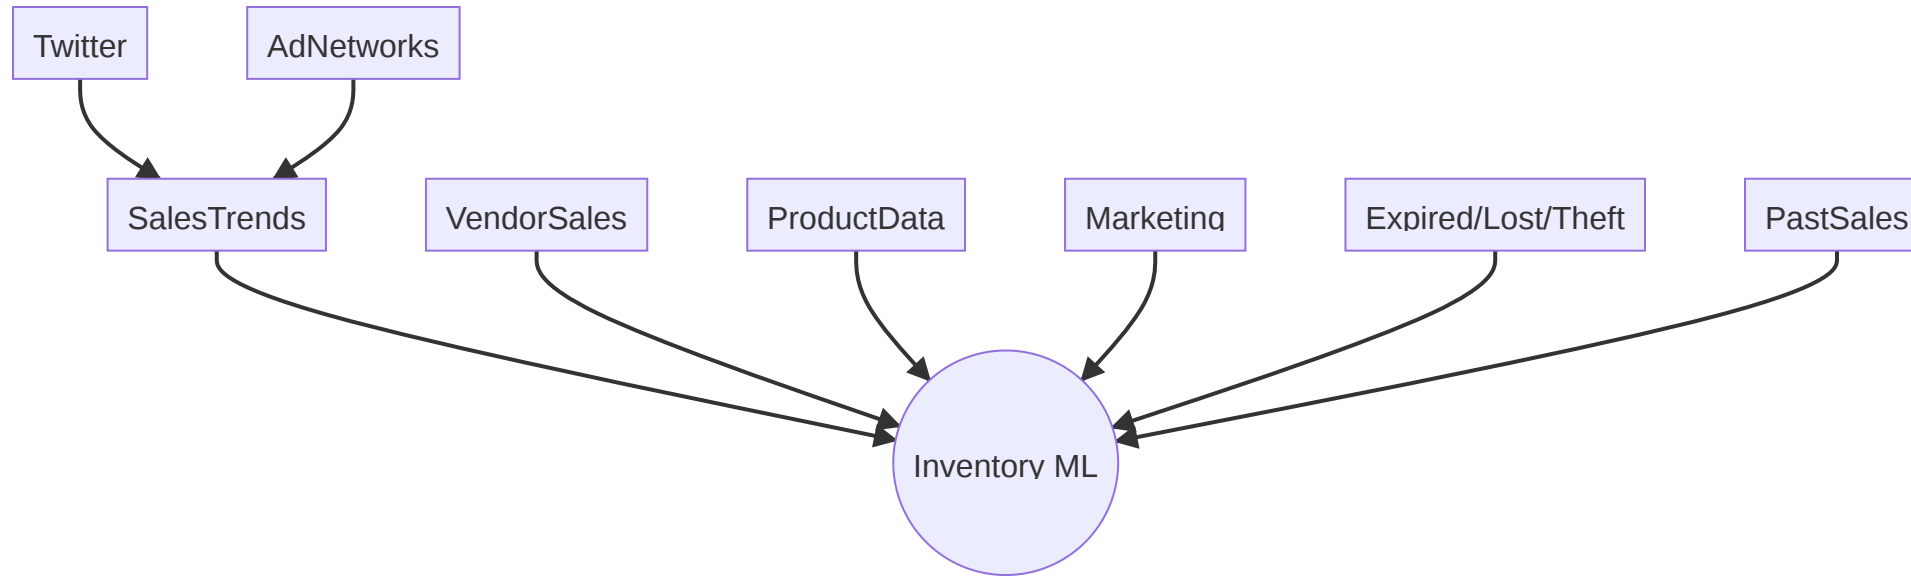 Twitter
AdNetworks
SalesTrends
VendorSales
ProductData
Marketing
Expired/Lost/Theft
PastSales
Inventory ML